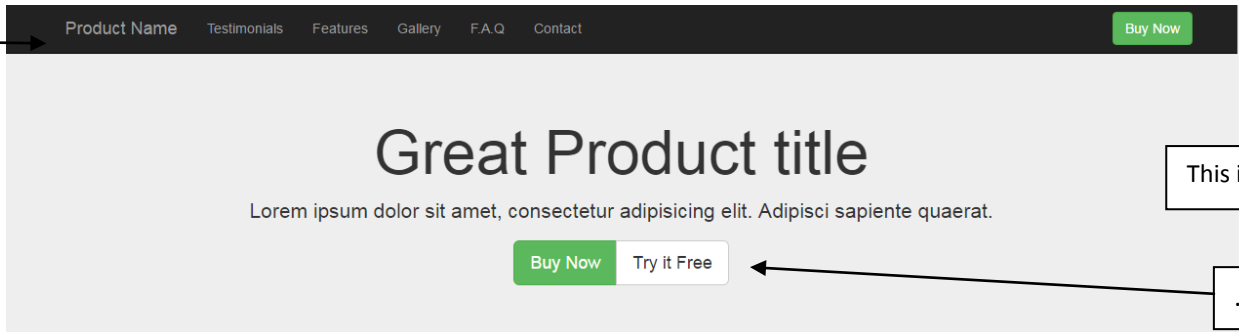 Product Name Testimonials Features Gallery F.A.Q Contact Buy Now
Great Product title
This
Lorem ipsum dolor sit amet, consectetur adipisicing elit. Adipisci sapiente quaerat.
Buy Now Try it Free